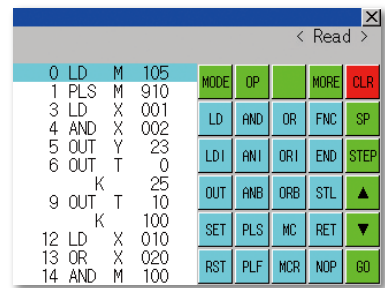 X
< Read >
0 LD M 105
1 PLS M 910
3 LD X 001
4 AND X 002
5 OUT Y 23
6 OUT T 0
K 25
9 OUT T 10
K 100
12 LD X 010
13 OR X 020
14 AND M 100
MODE OP MORE CLR
LD AND OR FNC SP
LDI ANI ORI END STEP
OUT ANB ORB STL ▲
SET PLS MC RET ▼
RST PLF MCR NOP GO